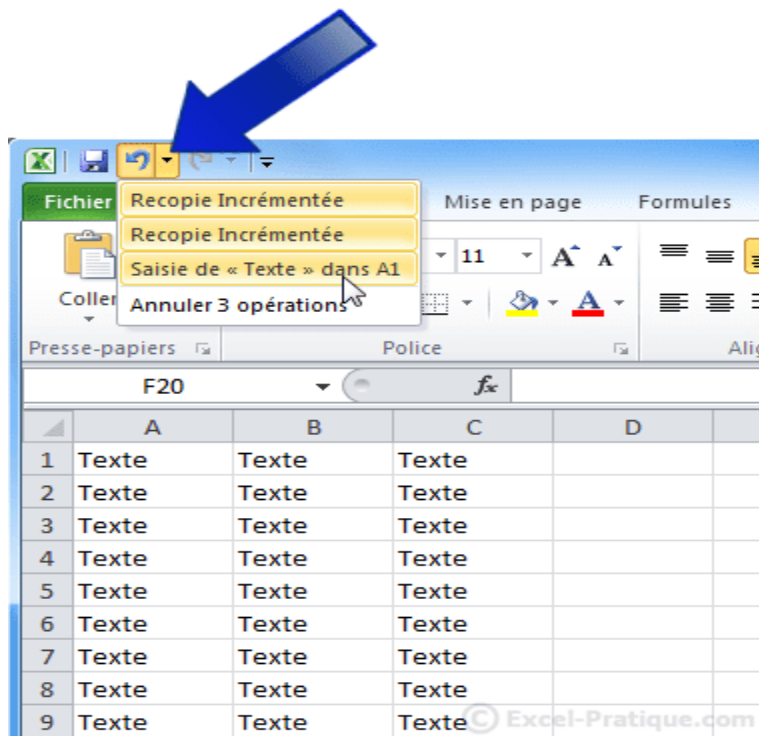 Fichier
Mise en page
Formules
Recopie Incrémentée
Recopie Incrémentée
Saisie de « Texte » dans A1
Annuler 3 opérations
Coller
11
A A
A
Presse-papiers
Police
Alig
F20
fx
A B C D
1 Texte Texte Texte
2 Texte Texte Texte
3 Texte Texte Texte
4 Texte Texte Texte
5 Texte Texte Texte
6 Texte Texte Texte
7 Texte Texte Texte
8 Texte Texte Texte
9 Texte Texte Texte
© Excel-Pratique.com